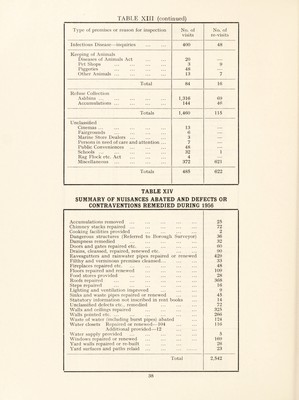 TABLE XIII (continued)
Type of premises or reason for inspection No. of visits No. of re-visits
Infectious Disease—inquiries ... ... 400 48
Keeping of Animals
Diseases of Animals Act ... ... 20 —
Pet Shops ... ... 3 9
Piggeries ... ... 48 —
Other Animals ... ... 13 7
Total 84 16
Refuse Collection
Ashbins ... ... 1,316 69
Accumulations ... ... 144 46
Totals 1,460 115
Unclassified
Cinemas ... ... 13 —
Fairgrounds ... ... 6 —
Marine Store Dealers ... ... 3 —
Persons in need of care and attention ... 7 —
Public Conveniences ... ... 48 —
Schools ... ... 32 1
Rag Flock etc. Act ... ... 4 —
Miscellaneous ... ... 372 621
Totals 485 622
TABLE XIV
SUMMARY OF NUISANCES ABATED AND DEFECTS OR
CONTRAVENTIONS REMEDIED DURING 1956
Accumulations removed ... ... 25
Chimney stacks repaired ... ... 72
Cooking facilities provided ... ... 2
Dangerous structures (Referred to Borough Surveyor) 36
Dampness remedied ... ... 52
Doors and gates repaired etc. ... ... 60
Drains, cleansed, repaired, renewed etc. ... ... 90
Eavesgutters and rainwater pipes repaired or renewed 420
Filthy and verminous premises cleansed... ... 33
Fireplaces repaired etc. ... ... 48
Floors repaired and renewed ... ... 100
Food stores provided ... ... 28
Roofs repaired ... ... 368
Steps repaired ... ... 16
Lighting and ventilation improved ... ... 9
Sinks and waste pipes repaired or renewed ... ... 45
Statutory information not inscribed in rent books ... 14
Unclassified defects etc., remedied ... ... 72
Walls and ceilings repaired ... ... 325
Walls pointed etc. ... ... 266
Waste of water (including burst pipes) abated ... 124
Water closets Repaired or renewed—104 ... 116
Additional provided—12
Water supply provided ... ... 5
Windows repaired or renewed ... ... 160
Yard walls repaired or re-built ... ... 26
Yard surfaces and paths relaid ... ... 25
Total 2,542
38